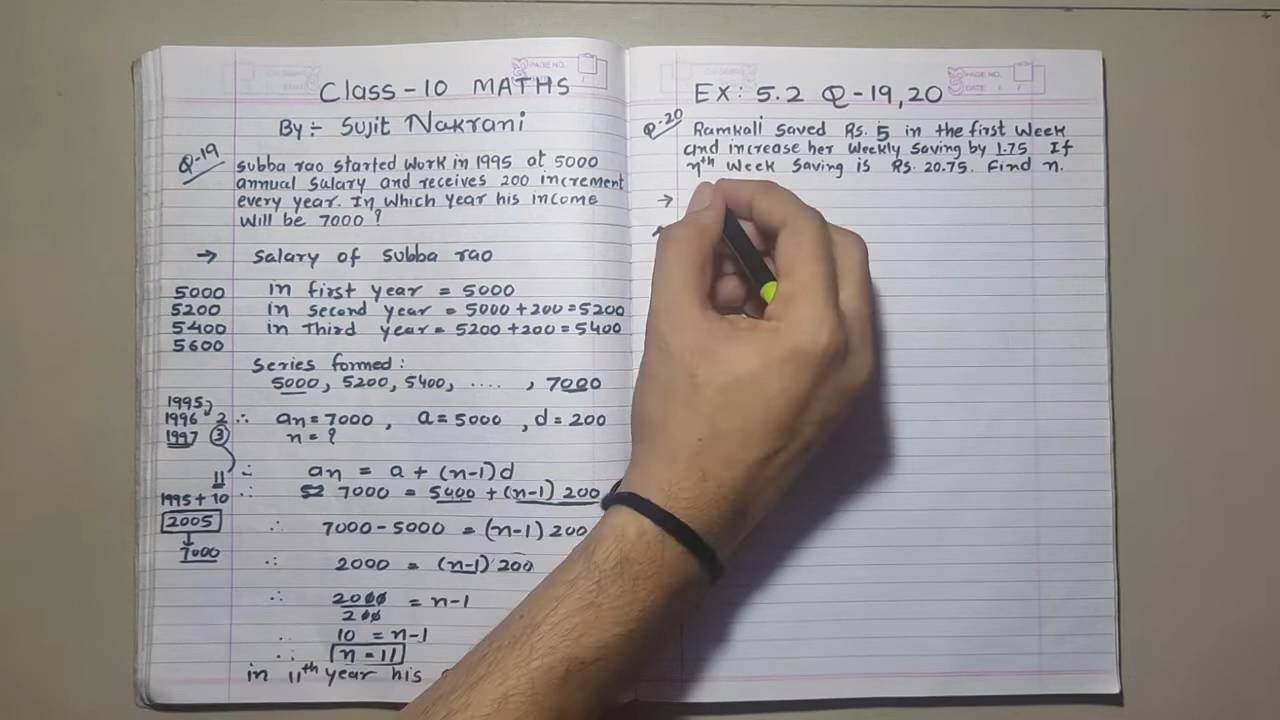 Class-10 MATHS
By:- Sujit Nakrani
Q-19
subba rao started work in 1995 at 5000
annual salary and receives 200 increment
every year. In which year his income
will be 7000 ?
→ salary of subba rao
5000 in first year = 5000
5200 in second year = 5000 + 200 = 5200
5400 in Third year = 5200 + 200 = 5400
5600
series formed :
5000, 5200, 5400, .... , 7000
1995
1996 2 ∴ an = 7000 , a = 5000 , d = 200
1997 3 n = ?
11 ∴ an = a + (n-1) d
1995 + 10 ∴ 7000 = 5000 + (n-1) 200
2005 ∴ 7000 - 5000 = (n-1) 200
↓
7000
∴ 2000 = (n-1) 200
∴ 2000/200 = n-1
∴ 10 = n-1
∴ n = 11
in 11th year his
PAGE NO.
DATE / /
EX: 5.2 Q-19,20
Q-20
Ramkali saved Rs. 5 in the first week
and increase her weekly saving by 1.75 If
nth week saving is Rs. 20.75. Find n.
→